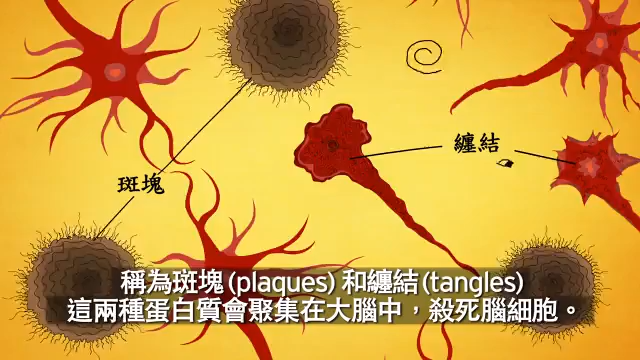 纏結
斑塊
稱為斑塊(plaques)和纏結(tangles)
這兩種蛋白質會聚集在大腦中，殺死腦細胞。